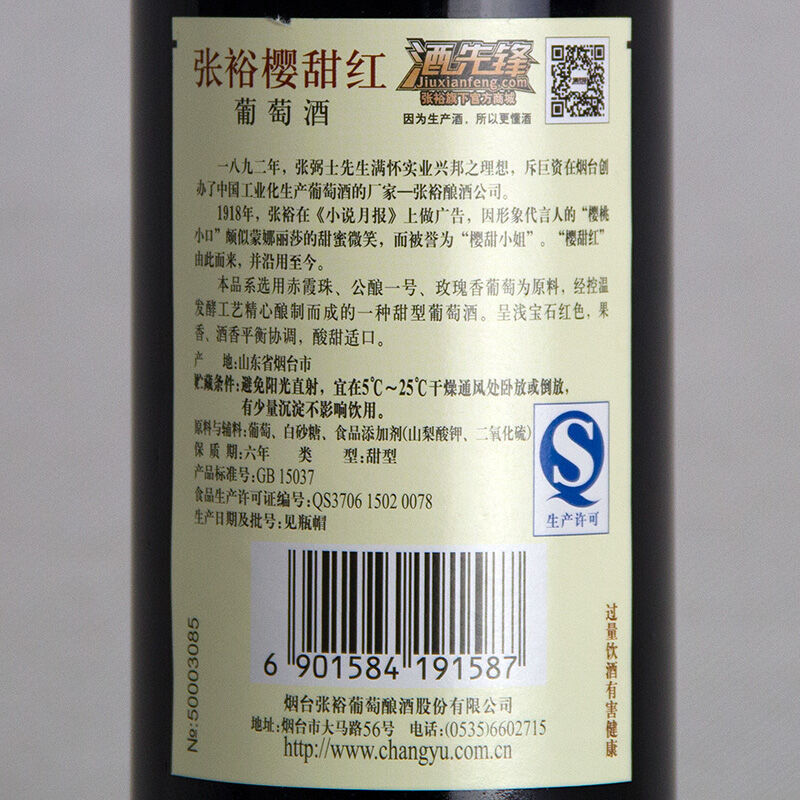 张裕樱甜红
葡萄酒
酒先锋
Jiuxianfeng.com
张裕旗下官方商城
因为生产酒，所以更懂酒
一八九二年，张弼士先生满怀实业兴邦之理想，斥巨资在烟台创
办了中国工业化生产葡萄酒的厂家—张裕酿酒公司。
1918年，张裕在《小说月报》上做广告，因形象代言人的“樱桃
小口”颇似蒙娜丽莎的甜蜜微笑，而被誉为“樱甜小姐”。“樱甜红”
由此而来，并沿用至今。
本品系选用赤霞珠、公酿一号、玫瑰香葡萄为原料，经控温
发酵工艺精心酿制而成的一种甜型葡萄酒。呈浅宝石红色，果
香、酒香平衡协调，酸甜适口。
产 地:山东省烟台市
贮藏条件:避免阳光直射，宜在5℃～25℃干燥通风处卧放或倒放，
有少量沉淀不影响饮用。
原料与辅料:葡萄、白砂糖、食品添加剂(山梨酸钾、二氧化硫)
保 质 期:六年 类 型:甜型
产品标准号:GB 15037
食品生产许可证编号:QS3706 1502 0078
生产日期及批号:见瓶帽
生产许可
6 901584 191587
烟台张裕葡萄酿酒股份有限公司
地址:烟台市大马路56号 电话:(0535)6602715
http://www.changyu.com.cn
№:50003085
过量饮酒有害健康